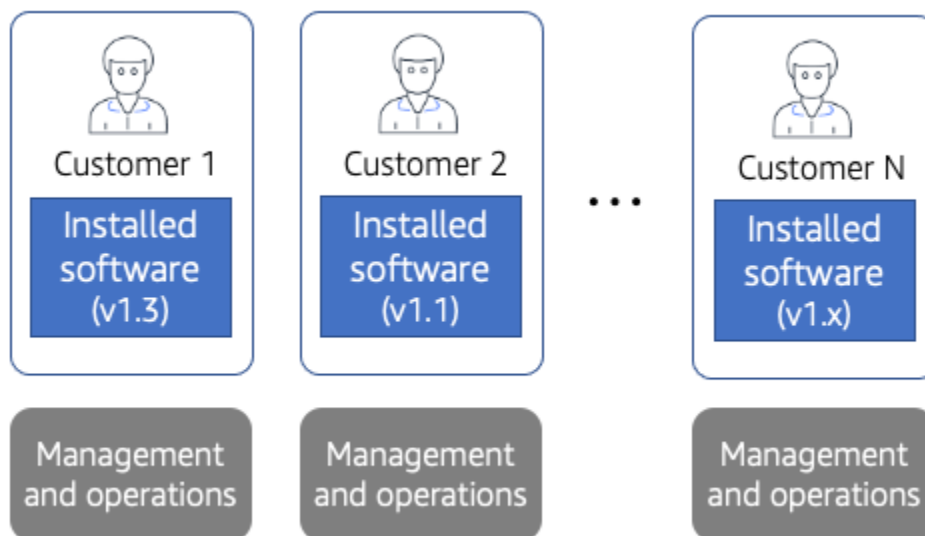 Customer 1
Installed
software
(v1.3)
Management
and operations
Customer 2
Installed
software
(v1.1)
Management
and operations
...
Customer N
Installed
software
(v1.x)
Management
and operations